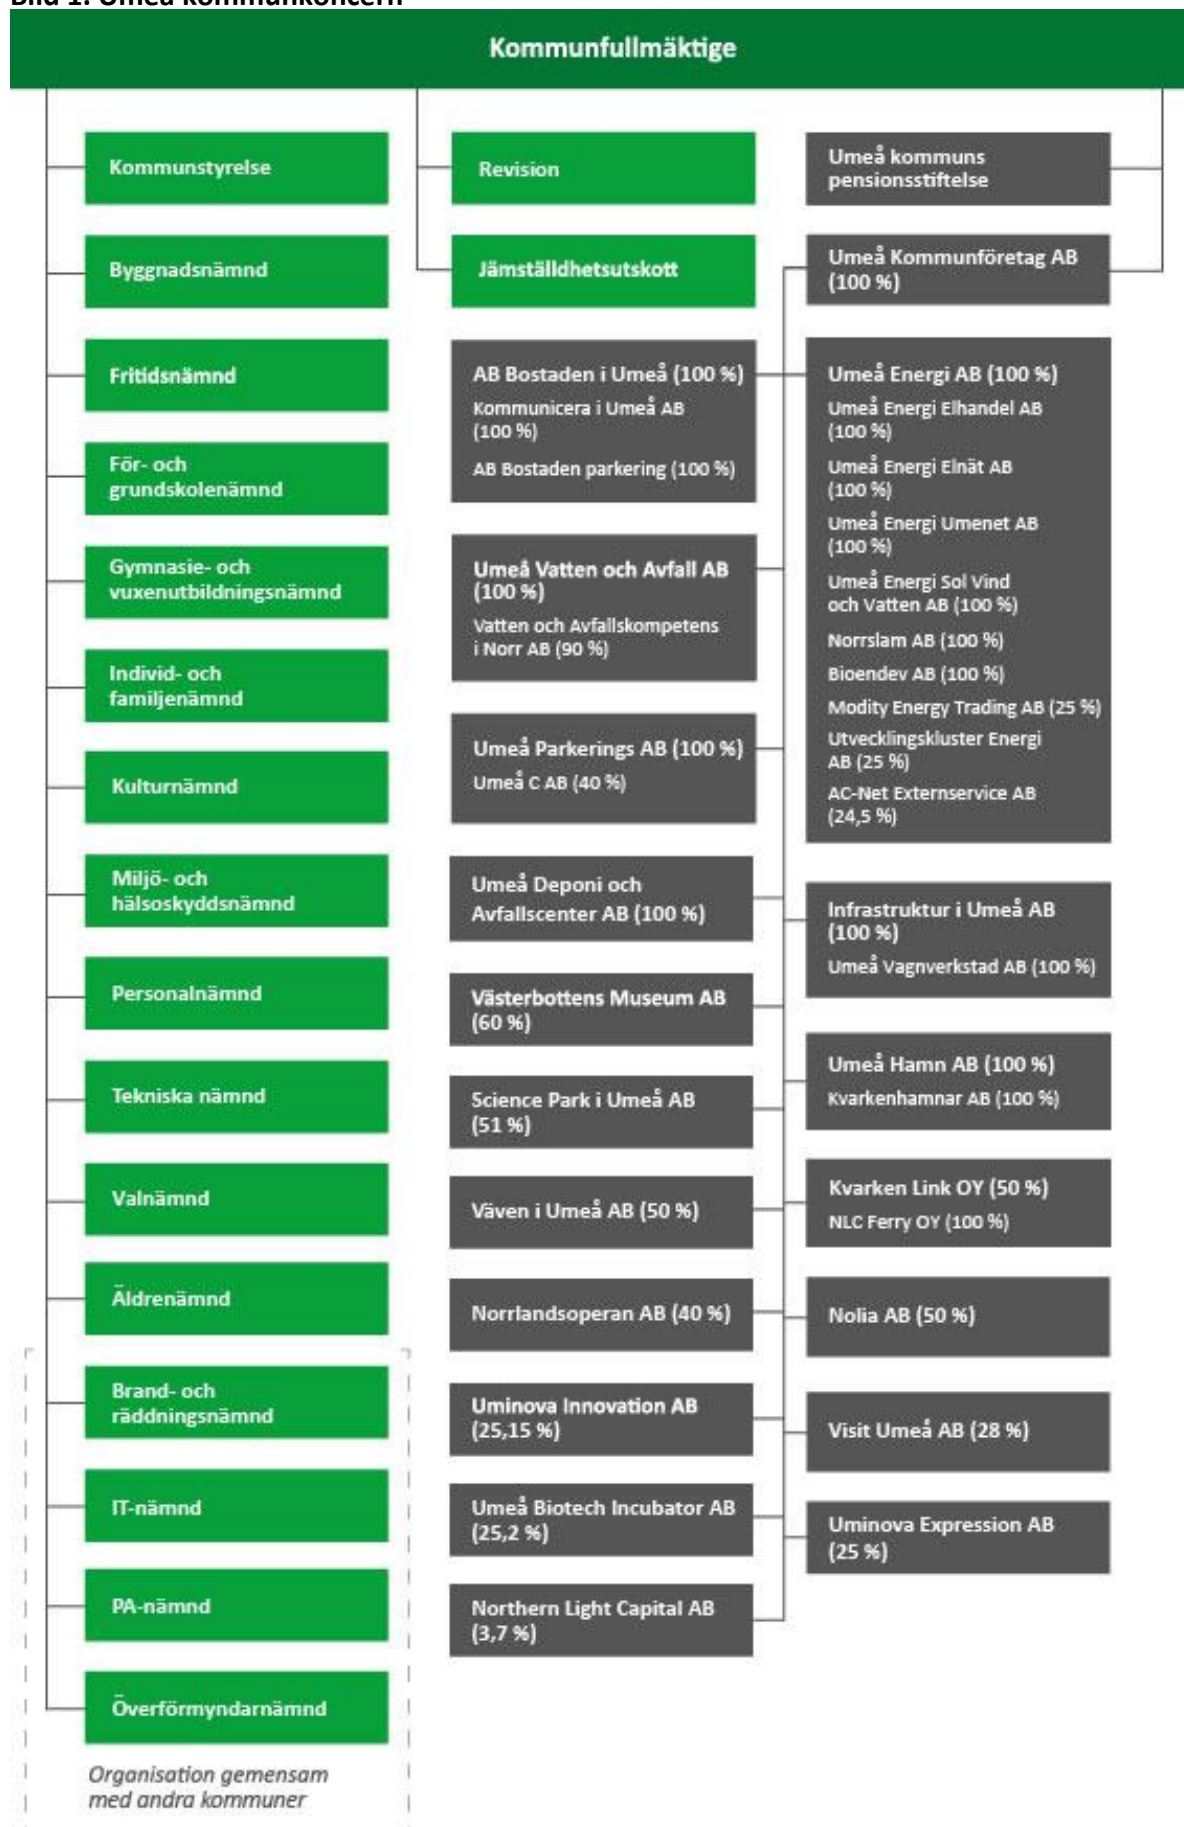 Bild 1: Umeå kommunkoncern
Kommunfullmäktige
Kommunstyrelse
Byggnadsnämnd
Fritidsnämnd
För- och
grundskolenämnd
Gymnasie- och
vuxenutbildningsnämnd
Individ- och
familjenämnd
Kulturnämnd
Miljö- och
hälsoskyddsnämnd
Personalnämnd
Tekniska nämnd
Valnämnd
Äldrenämnd
Brand- och
räddningsnämnd
IT-nämnd
PA-nämnd
Överförmyndarnämnd
Organisation gemensam
med andra kommuner
Revision
Jämställdhetsutskott
AB Bostaden i Umeå (100 %)
Kommunicera i Umeå AB
(100 %)
AB Bostaden parkering (100 %)
Umeå Vatten och Avfall AB
(100 %)
Vatten och Avfallskompetens
i Norr AB (90 %)
Umeå Parkerings AB (100 %)
Umeå C AB (40 %)
Umeå Deponi och
Avfallscenter AB (100 %)
Västerbottens Museum AB
(60 %)
Science Park i Umeå AB
(51 %)
Väven i Umeå AB (50 %)
Norrlandsoperan AB (40 %)
Uminova Innovation AB
(25,15 %)
Umeå Biotech Incubator AB
(25,2 %)
Northern Light Capital AB
(3,7 %)
Umeå kommuns
pensionsstiftelse
Umeå Kommunföretag AB
(100 %)
Umeå Energi AB (100 %)
Umeå Energi Elhandel AB
(100 %)
Umeå Energi Elnät AB
(100 %)
Umeå Energi Umenet AB
(100 %)
Umeå Energi Sol Vind
och Vatten AB (100 %)
Norrslam AB (100 %)
Bioendev AB (100 %)
Modity Energy Trading AB (25 %)
Utvecklingskluster Energi
AB (25 %)
AC-Net Externservice AB
(24,5 %)
Infrastruktur i Umeå AB
(100 %)
Umeå Vagnverkstad AB (100 %)
Umeå Hamn AB (100 %)
Kvarkenhamnar AB (100 %)
Kvarken Link OY (50 %)
NLC Ferry OY (100 %)
Nolia AB (50 %)
Visit Umeå AB (28 %)
Uminova Expression AB
(25 %)